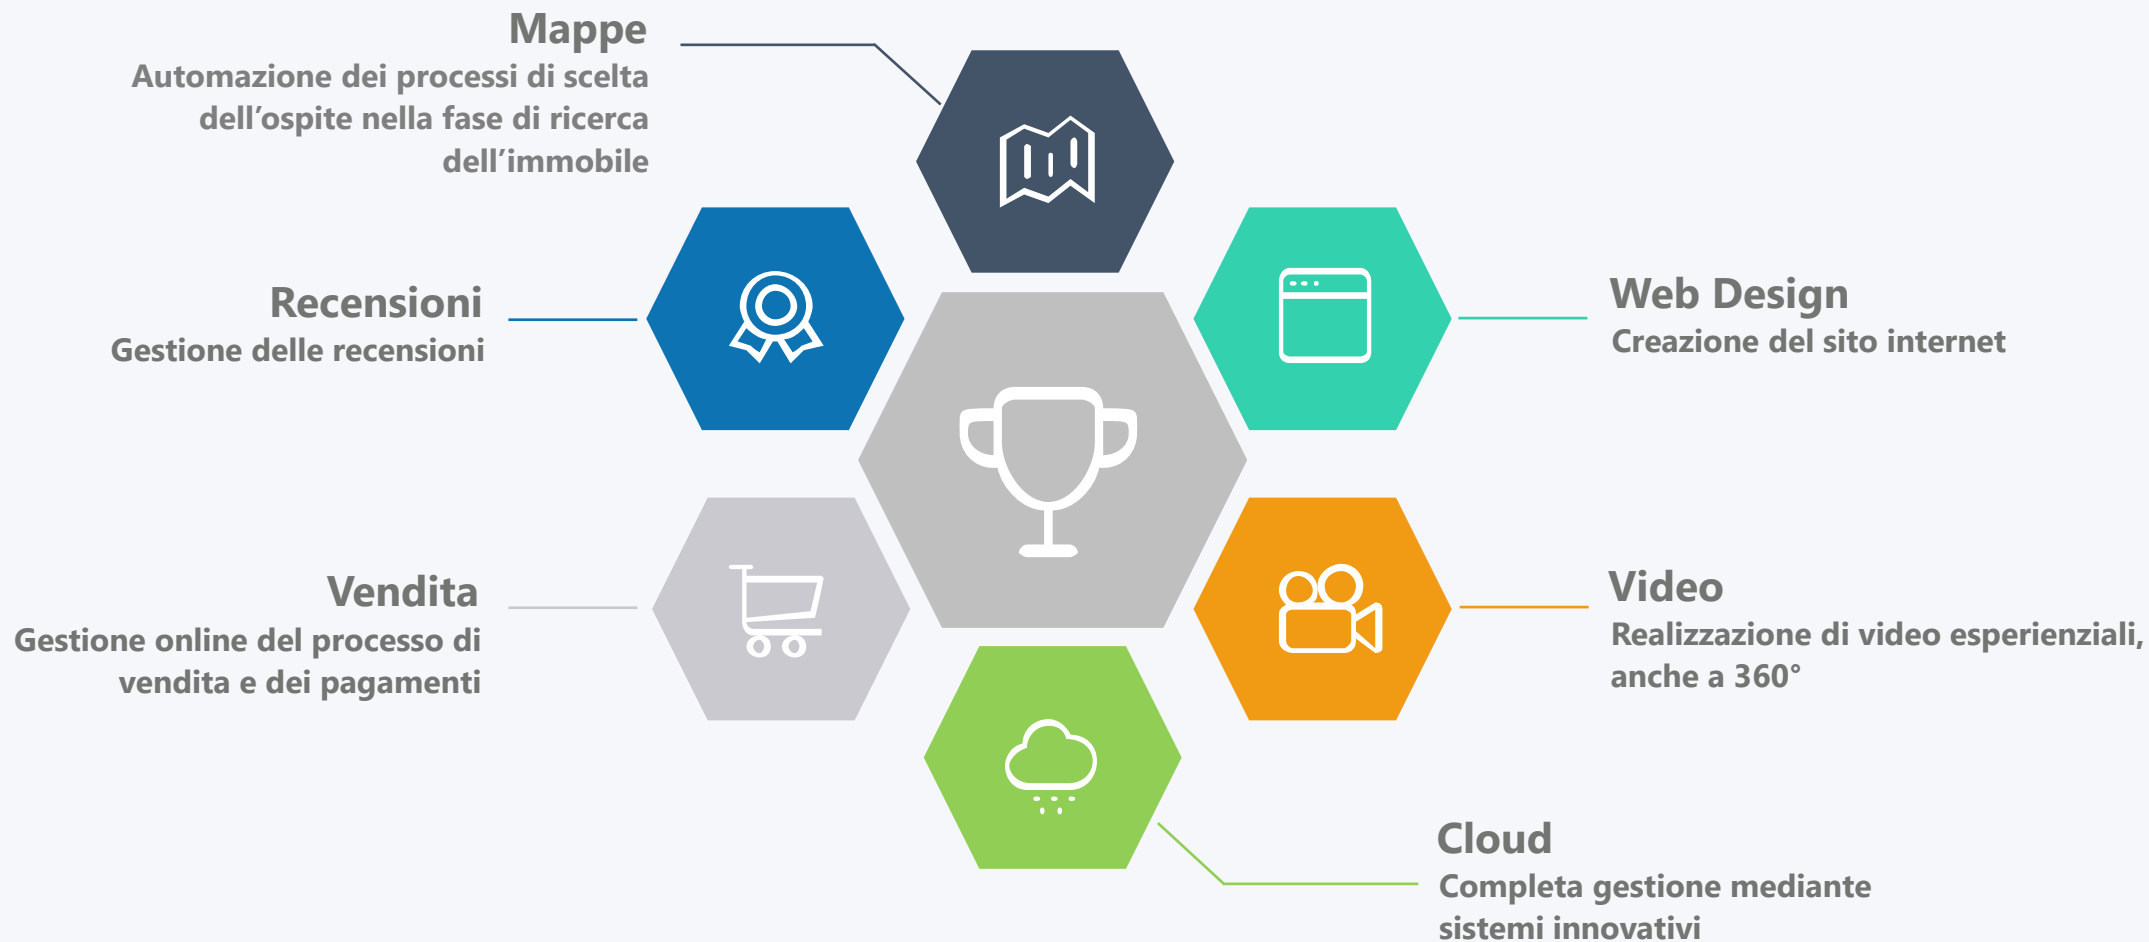 Mappe
Automazione dei processi di scelta
dell’ospite nella fase di ricerca
dell’immobile
Recensioni
Gestione delle recensioni
Web Design
Creazione del sito internet
Vendita
Gestione online del processo di
vendita e dei pagamenti
Video
Realizzazione di video esperienziali,
anche a 360°
Cloud
Completa gestione mediante
sistemi innovativi